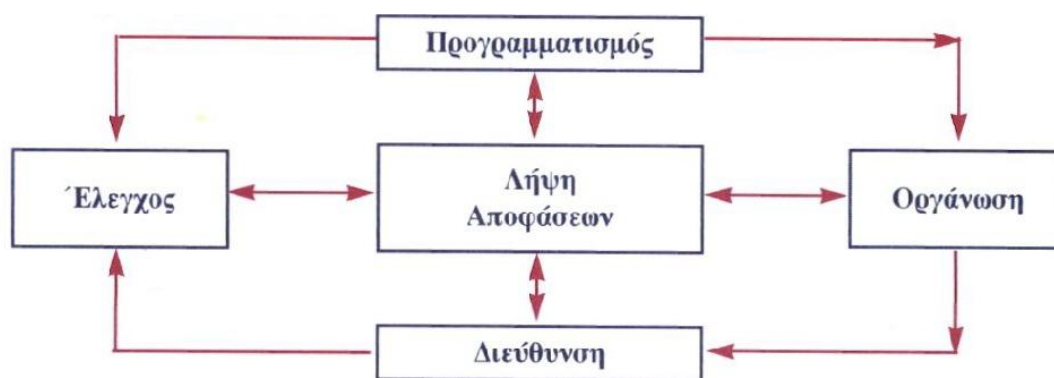 Προγραμματισμός
Έλεγχος
Λήψη
Αποφάσεων
Οργάνωση
Διεύθυνση